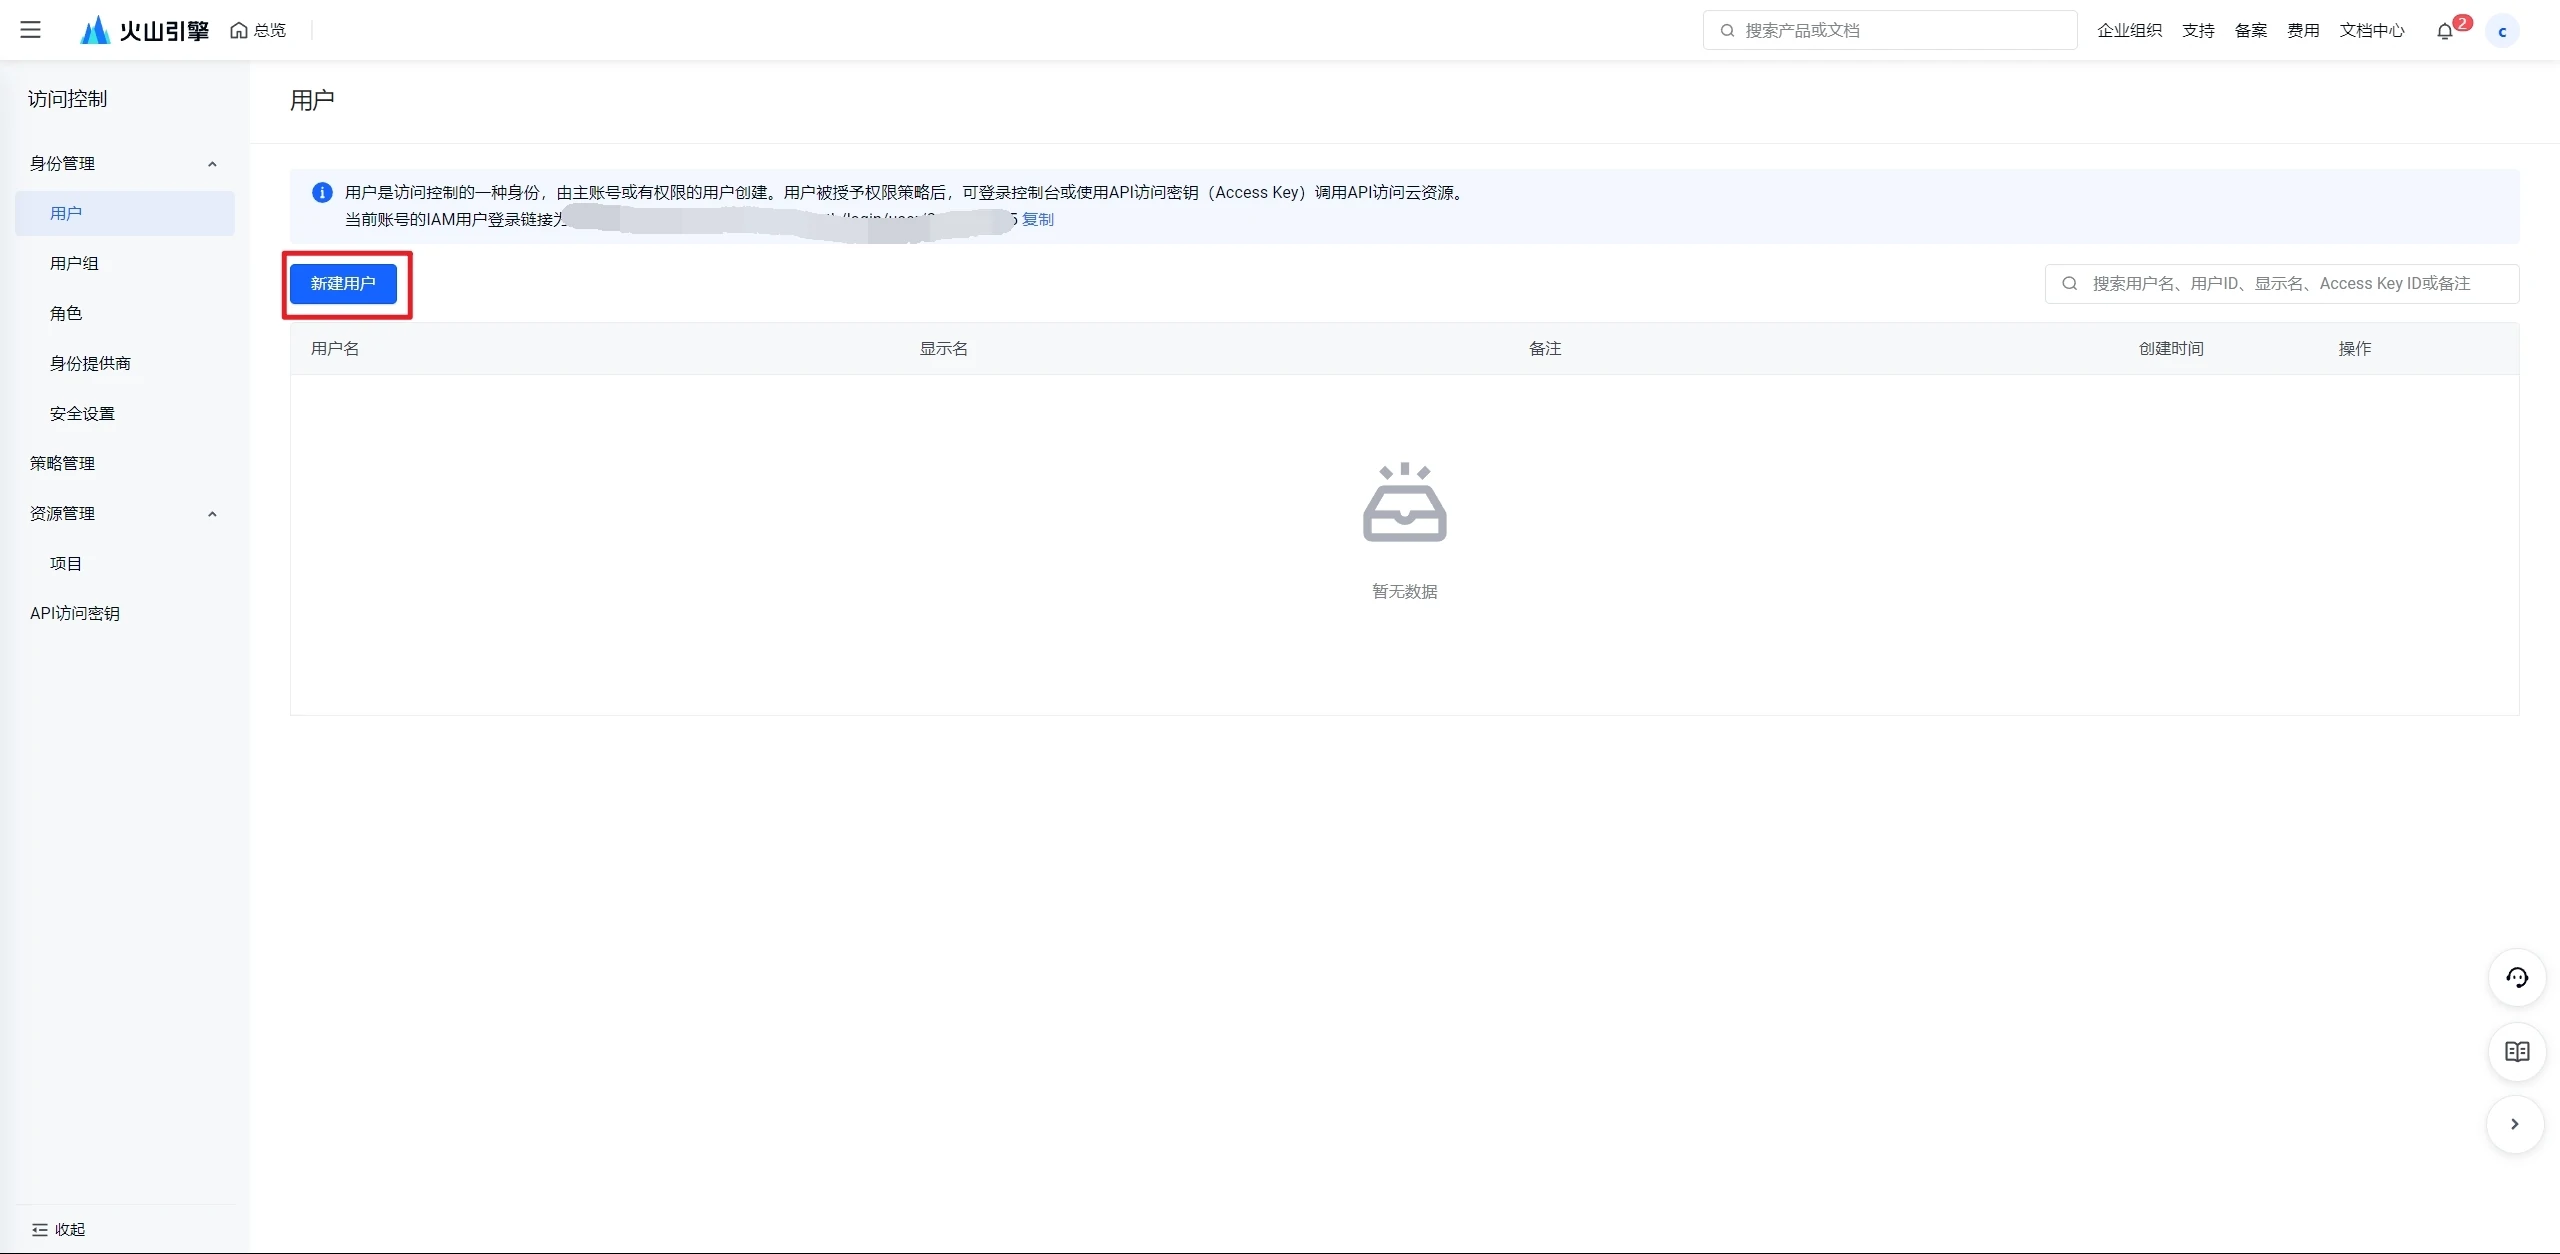 火山引擎
总览
搜索产品或文档
企业组织
支持
备案
费用
文档中心
2
c
访问控制
身份管理
用户
用户组
角色
身份提供商
安全设置
策略管理
资源管理
项目
API访问密钥
收起
用户
用户是访问控制的一种身份，由主账号或有权限的用户创建。用户被授予权限策略后，可登录控制台或使用API访问密钥（Access Key）调用API访问云资源。
当前账号的IAM用户登录链接为 5 复制
新建用户
搜索用户名、用户ID、显示名、Access Key ID或备注
用户名 显示名 备注 创建时间 操作
暂无数据